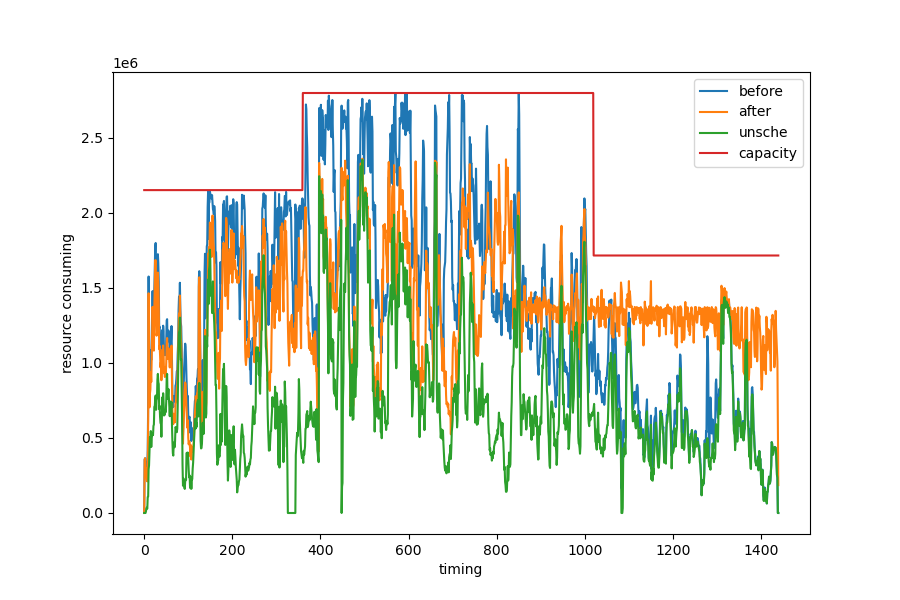 1e6
before
after
unsche
capacity
2.5
2.0
1.5
1.0
0.5
0.0
resource consuming
0 200 400 600 800 1000 1200 1400
timing